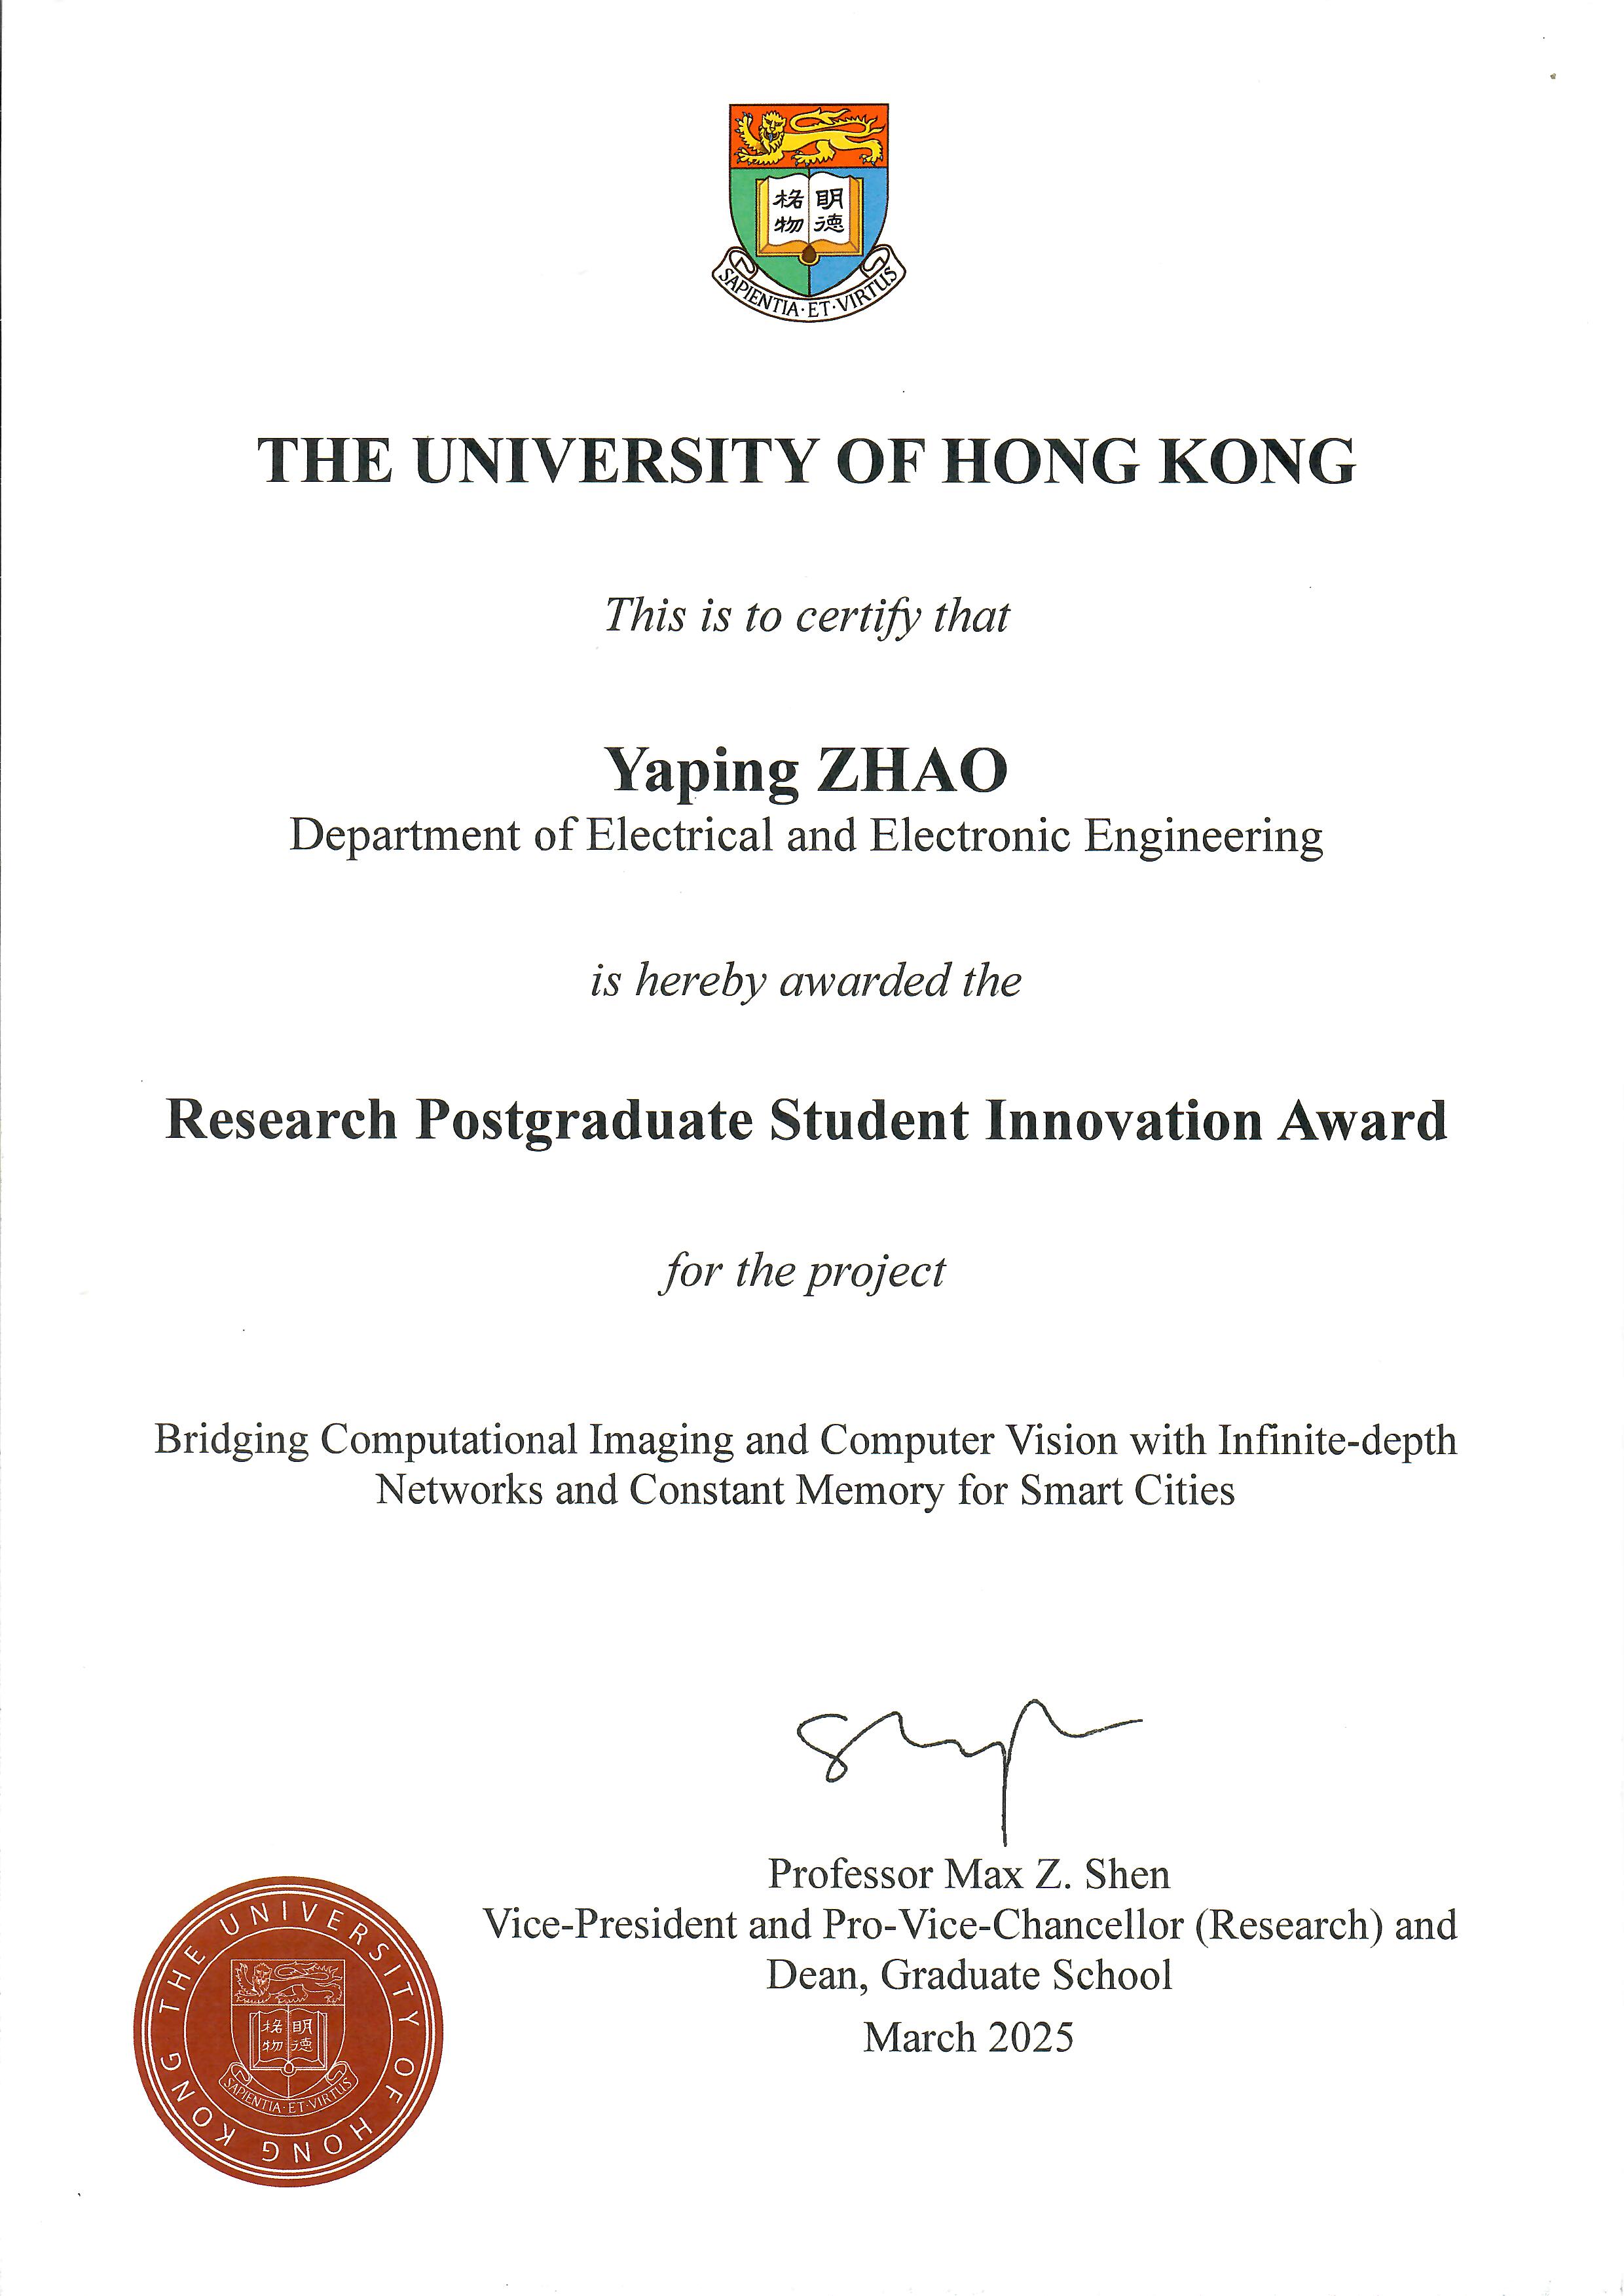 明德
格物
SAPIENTIA·ET·VIRTUS
THE UNIVERSITY OF HONG KONG
This is to certify that
Yaping ZHAO
Department of Electrical and Electronic Engineering
is hereby awarded the
Research Postgraduate Student Innovation Award
for the project
Bridging Computational Imaging and Computer Vision with Infinite-depth
Networks and Constant Memory for Smart Cities
Professor Max Z. Shen
Vice-President and Pro-Vice-Chancellor (Research) and
Dean, Graduate School
March 2025
THE UNIVERSITY OF HONG KONG
明德
格物
SAPIENTIA·ET·VIRTUS